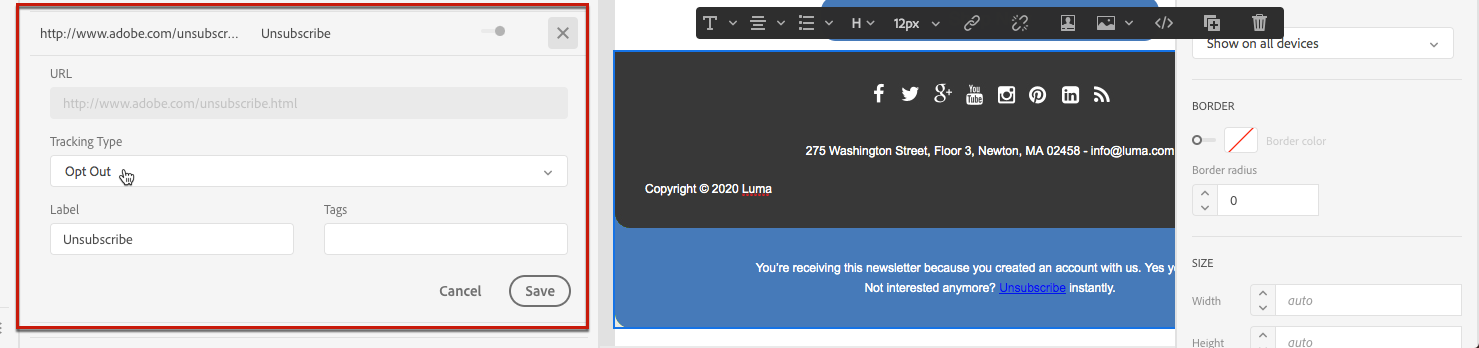 http://www.adobe.com/unsubscr... Unsubscribe
URL
http://www.adobe.com/unsubscribe.html
Tracking Type
Opt Out
Label Tags
Unsubscribe
Cancel Save
T H 12px </>
You Tube
275 Washington Street, Floor 3, Newton, MA 02458 - info@luma.com
Copyright © 2020 Luma
You're receiving this newsletter because you created an account with us. Yes y
Not interested anymore? Unsubscribe instantly.
Show on all devices
BORDER
Border color
Border radius
0
SIZE
Width auto
Height auto